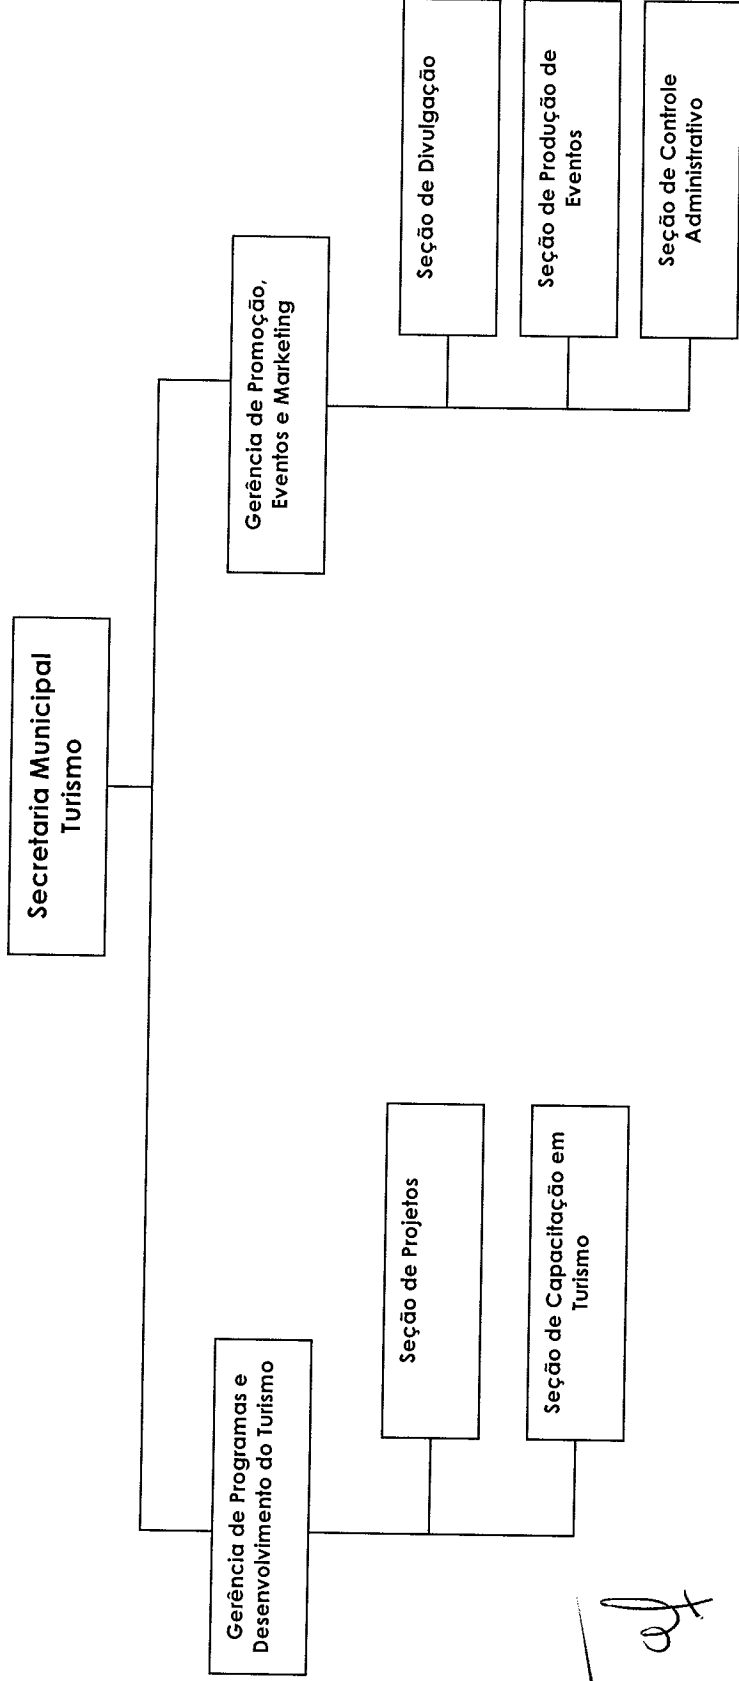 Secretaria Municipal
Turismo
Gerência de Programas e
Desenvolvimento do Turismo
Seção de Projetos
Seção de Capacitação em
Turismo
Gerência de Promoção,
Eventos e Marketing
Seção de Divulgação
Seção de Produção de
Eventos
Seção de Controle
Administrativo